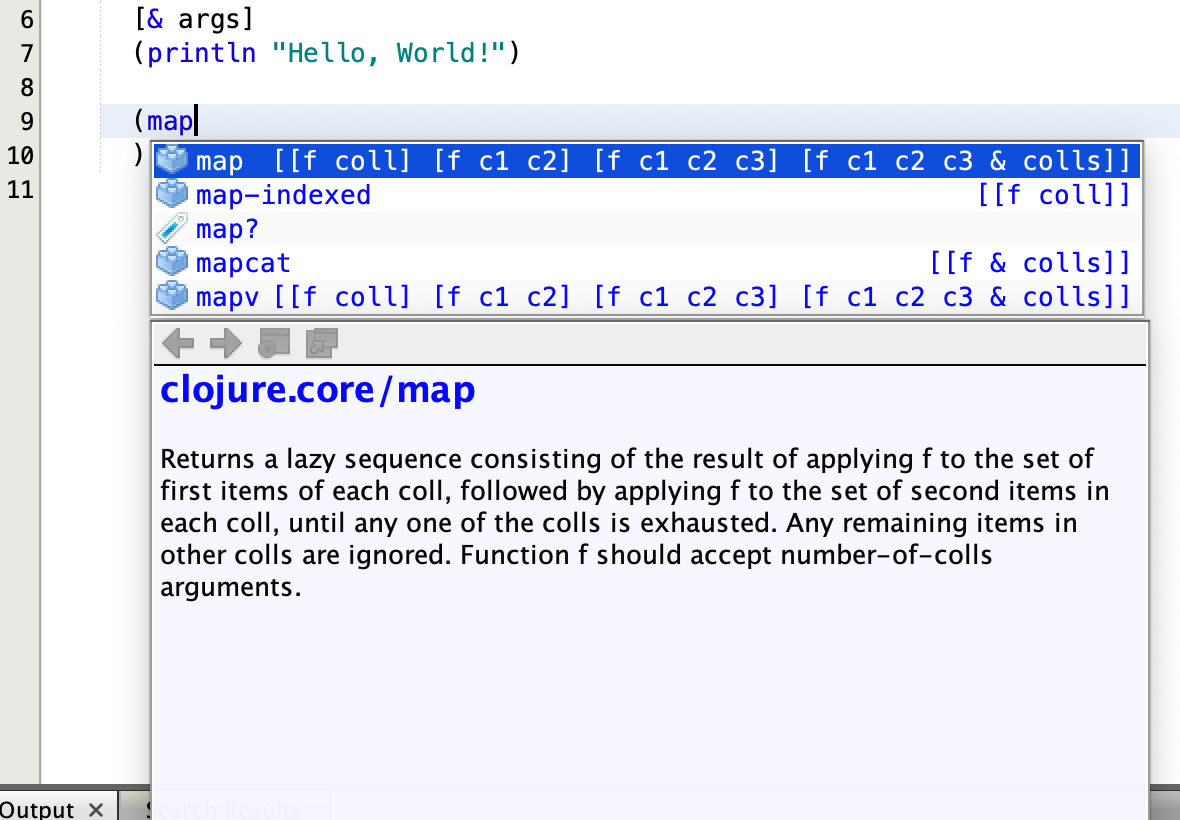 6 [& args]
7 (println "Hello, World!")
8
9 (map
10 )
11
map [[f coll] [f c1 c2] [f c1 c2 c3] [f c1 c2 c3 & colls]]
map-indexed [[f coll]]
map?
mapcat [[f & colls]]
mapv [[f coll] [f c1 c2] [f c1 c2 c3] [f c1 c2 c3 & colls]]
clojure.core/map
Returns a lazy sequence consisting of the result of applying f to the set of
first items of each coll, followed by applying f to the set of second items in
each coll, until any one of the colls is exhausted. Any remaining items in
other colls are ignored. Function f should accept number-of-colls
arguments.
Output Search Results